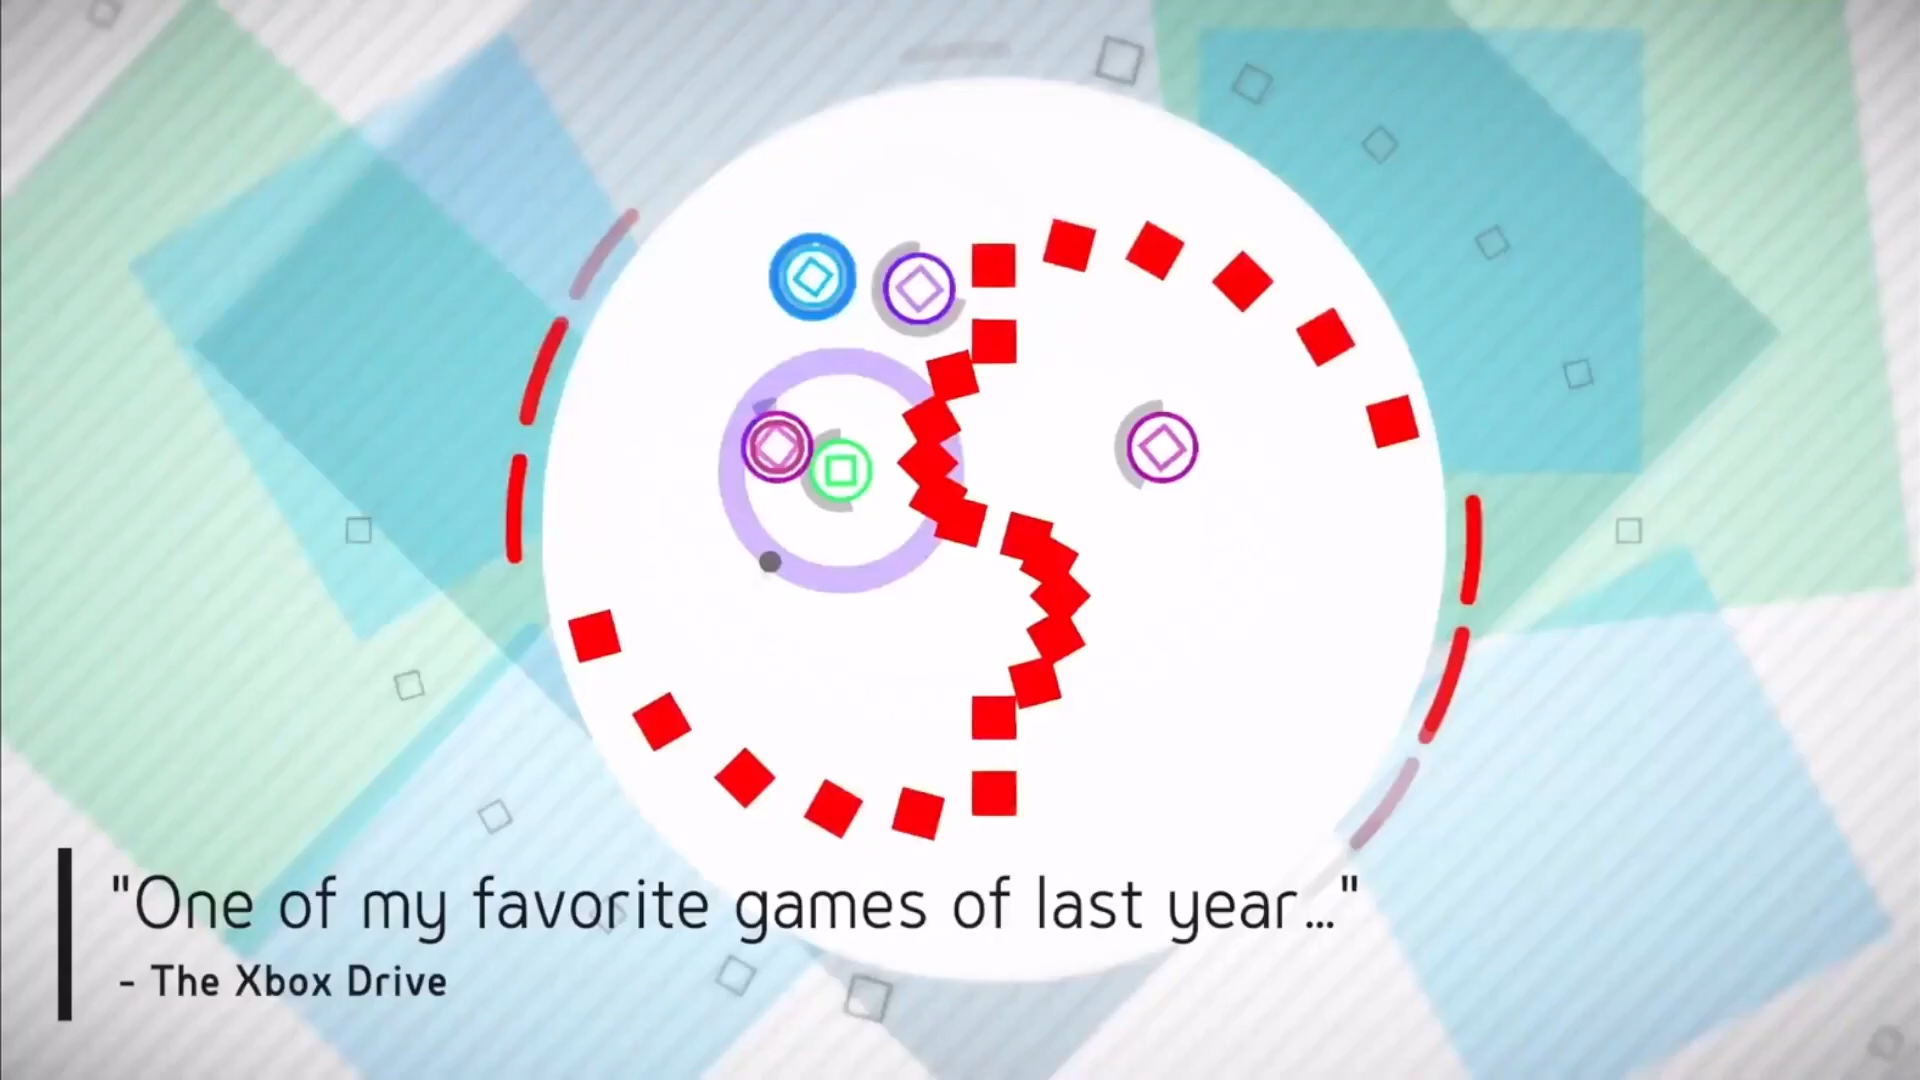 "One of my favorite games of last year..."
- The Xbox Drive